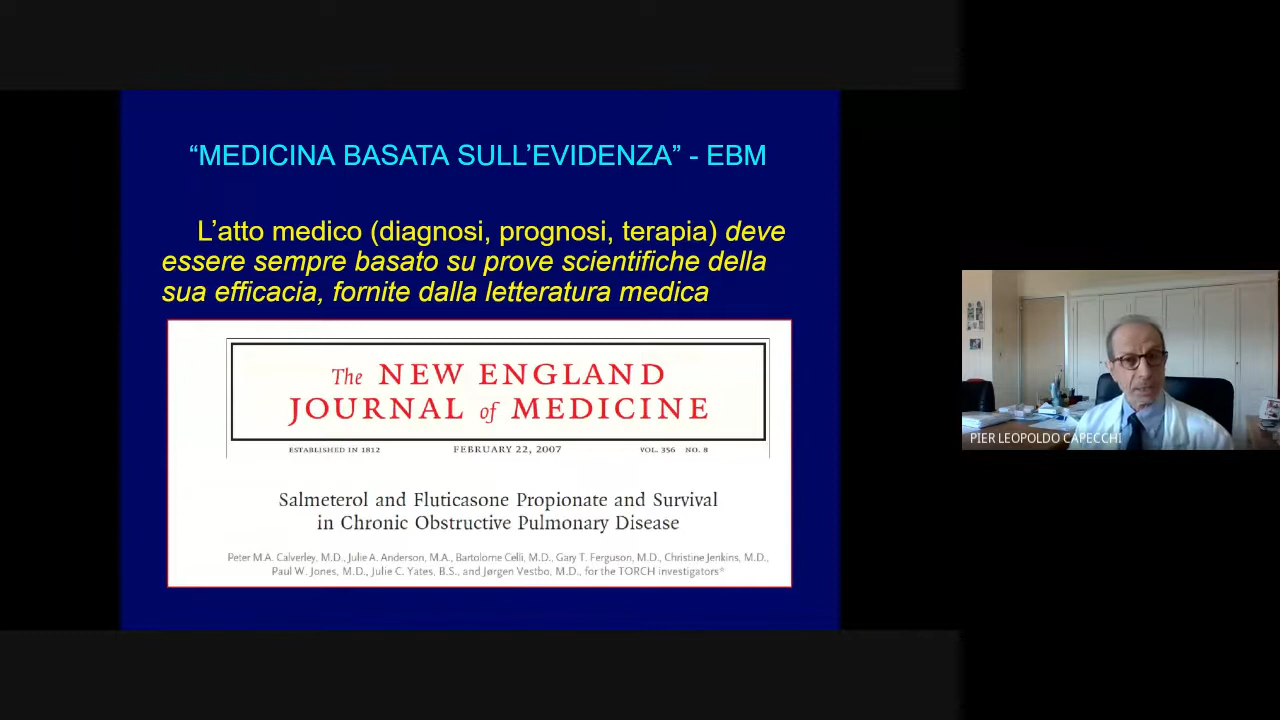 “MEDICINA BASATA SULL’EVIDENZA” - EBM
L’atto medico (diagnosi, prognosi, terapia) deve
essere sempre basato su prove scientifiche della
sua efficacia, fornite dalla letteratura medica
The NEW ENGLAND
JOURNAL of MEDICINE
ESTABLISHED IN 1812 FEBRUARY 22, 2007 VOL. 356 NO. 8
Salmeterol and Fluticasone Propionate and Survival
in Chronic Obstructive Pulmonary Disease
Peter M.A. Calverley, M.D., Julie A. Anderson, M.A., Bartolome Celli, M.D., Gary T. Ferguson, M.D., Christine Jenkins, M.D.,
Paul W. Jones, M.D., Julie C. Yates, B.S., and Jørgen Vestbo, M.D., for the TORCH investigators*
PIER LEOPOLDO CAPECCHI